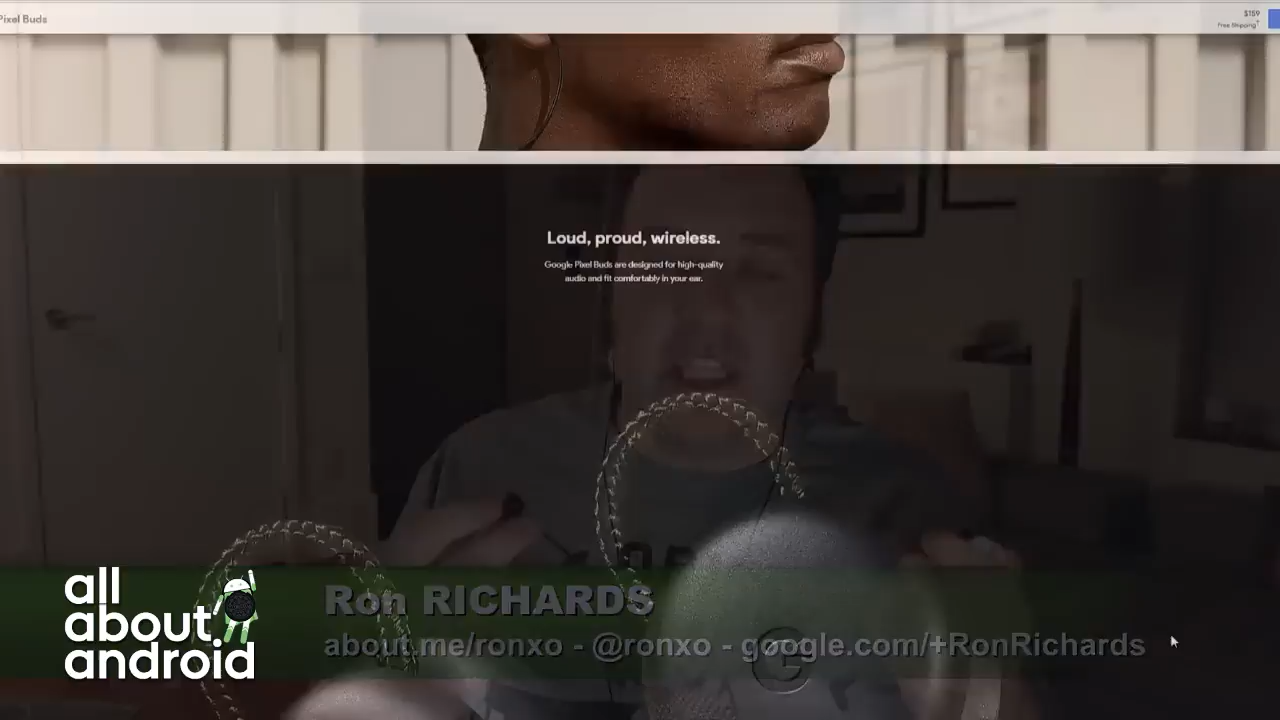 Pixel Buds
$159
Free Shipping
Loud, proud, wireless.
Google Pixel Buds are designed for high-quality
audio and fit comfortably in your ear.
all
about
android
Ron RICHARDS
about.me/ronxo - @ronxo - google.com/+RonRichards
G